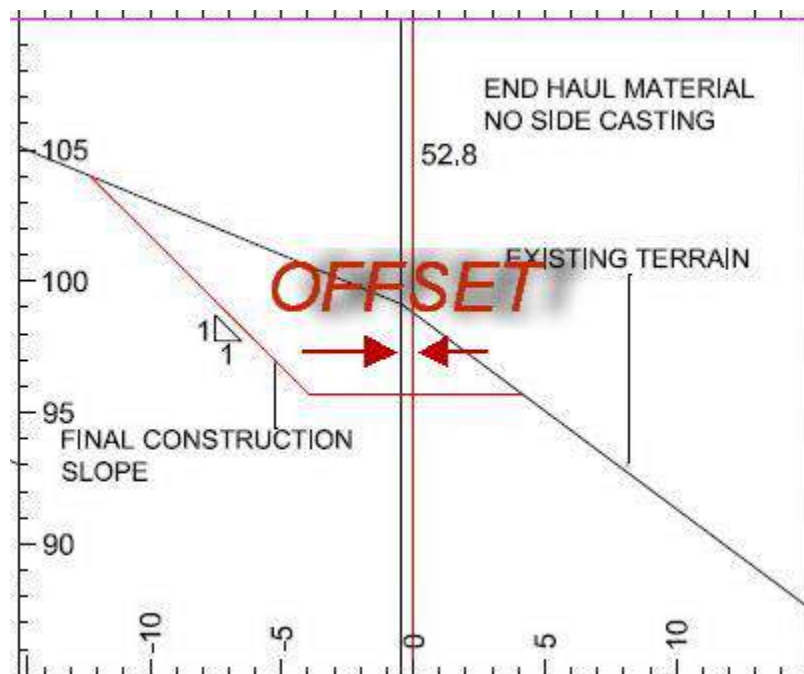 END HAUL MATERIAL
NO SIDE CASTING
105
52.8
EXISTING TERRAIN
100
OFFSET
1
1
95
FINAL CONSTRUCTION
SLOPE
90
-10
-5
0
5
10